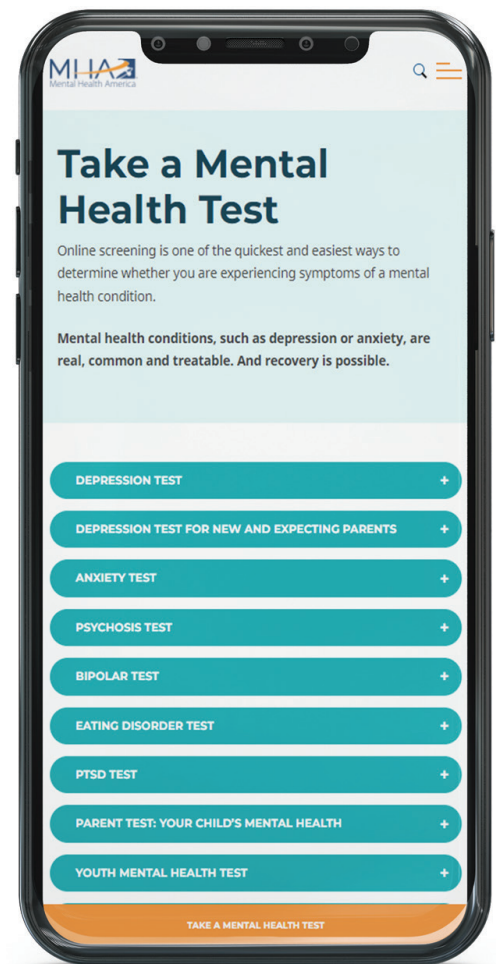 MHA
Mental Health America
Take a Mental
Health Test
Online screening is one of the quickest and easiest ways to
determine whether you are experiencing symptoms of a mental
health condition.
Mental health conditions, such as depression or anxiety, are
real, common and treatable. And recovery is possible.
DEPRESSION TEST +
DEPRESSION TEST FOR NEW AND EXPECTING PARENTS +
ANXIETY TEST +
PSYCHOSIS TEST +
BIPOLAR TEST +
EATING DISORDER TEST +
PTSD TEST +
PARENT TEST: YOUR CHILD'S MENTAL HEALTH +
YOUTH MENTAL HEALTH TEST +
TAKE A MENTAL HEALTH TEST